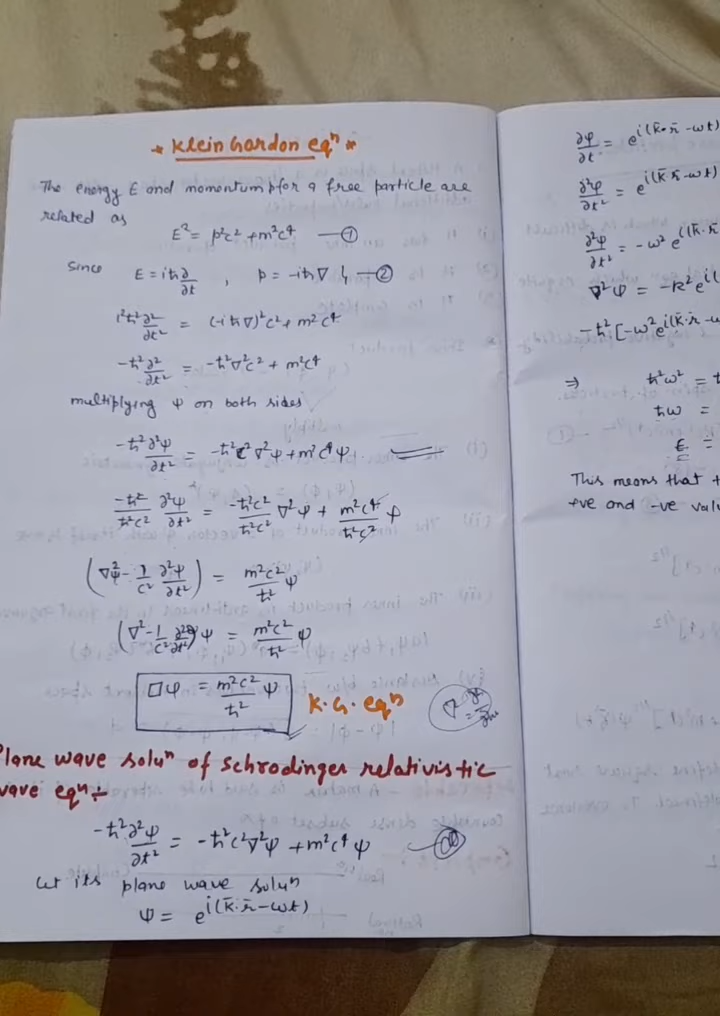 * Klein Gordon eqⁿ *
The energy E and momentum p for a free particle are
related as
E² = p²c² + m²c⁴ —①
Since E = iħ∂/∂t , p = -iħ∇ —②
i²ħ²∂²/∂t² = (-iħ∇)²c² + m²c⁴
-ħ²∂²/∂t² = -ħ²∇²c² + m²c⁴
multiplying ψ on both sides
-ħ²∂²ψ/∂t² = -ħ²c²∇²ψ + m²c⁴ψ
-ħ²/ħ²c² ∂²ψ/∂t² = -ħ²c²/ħ²c² ∇²ψ + m²c⁴/ħ²c² ψ
(∇²ψ - 1/c² ∂²ψ/∂t²) = m²c²/ħ² ψ
(∇² - 1/c² ∂²/∂t²)ψ = m²c²/ħ² ψ
□ψ = m²c²/ħ² ψ K.G. eqⁿ
Plane wave soluⁿ of Schrodinger relativistic
wave eqⁿ ÷
-ħ²∂²ψ/∂t² = -ħ²c²∇²ψ + m²c⁴ψ
Let its plane wave soluⁿ
ψ = e^i(k̄·r̄-ωt)
∂ψ/∂t = e^i(k̄·r̄-ωt)
∂²ψ/∂t² = e^i(k̄·r̄-ωt)
∂²ψ/∂t² = -ω² e^i(k̄·r̄
∇²ψ = -k² e^i(
-ħ²[-ω²e^i(k̄·r̄-ω
⇒ ħ²ω² =
ħω =
E =
This means that +
+ve and -ve valu